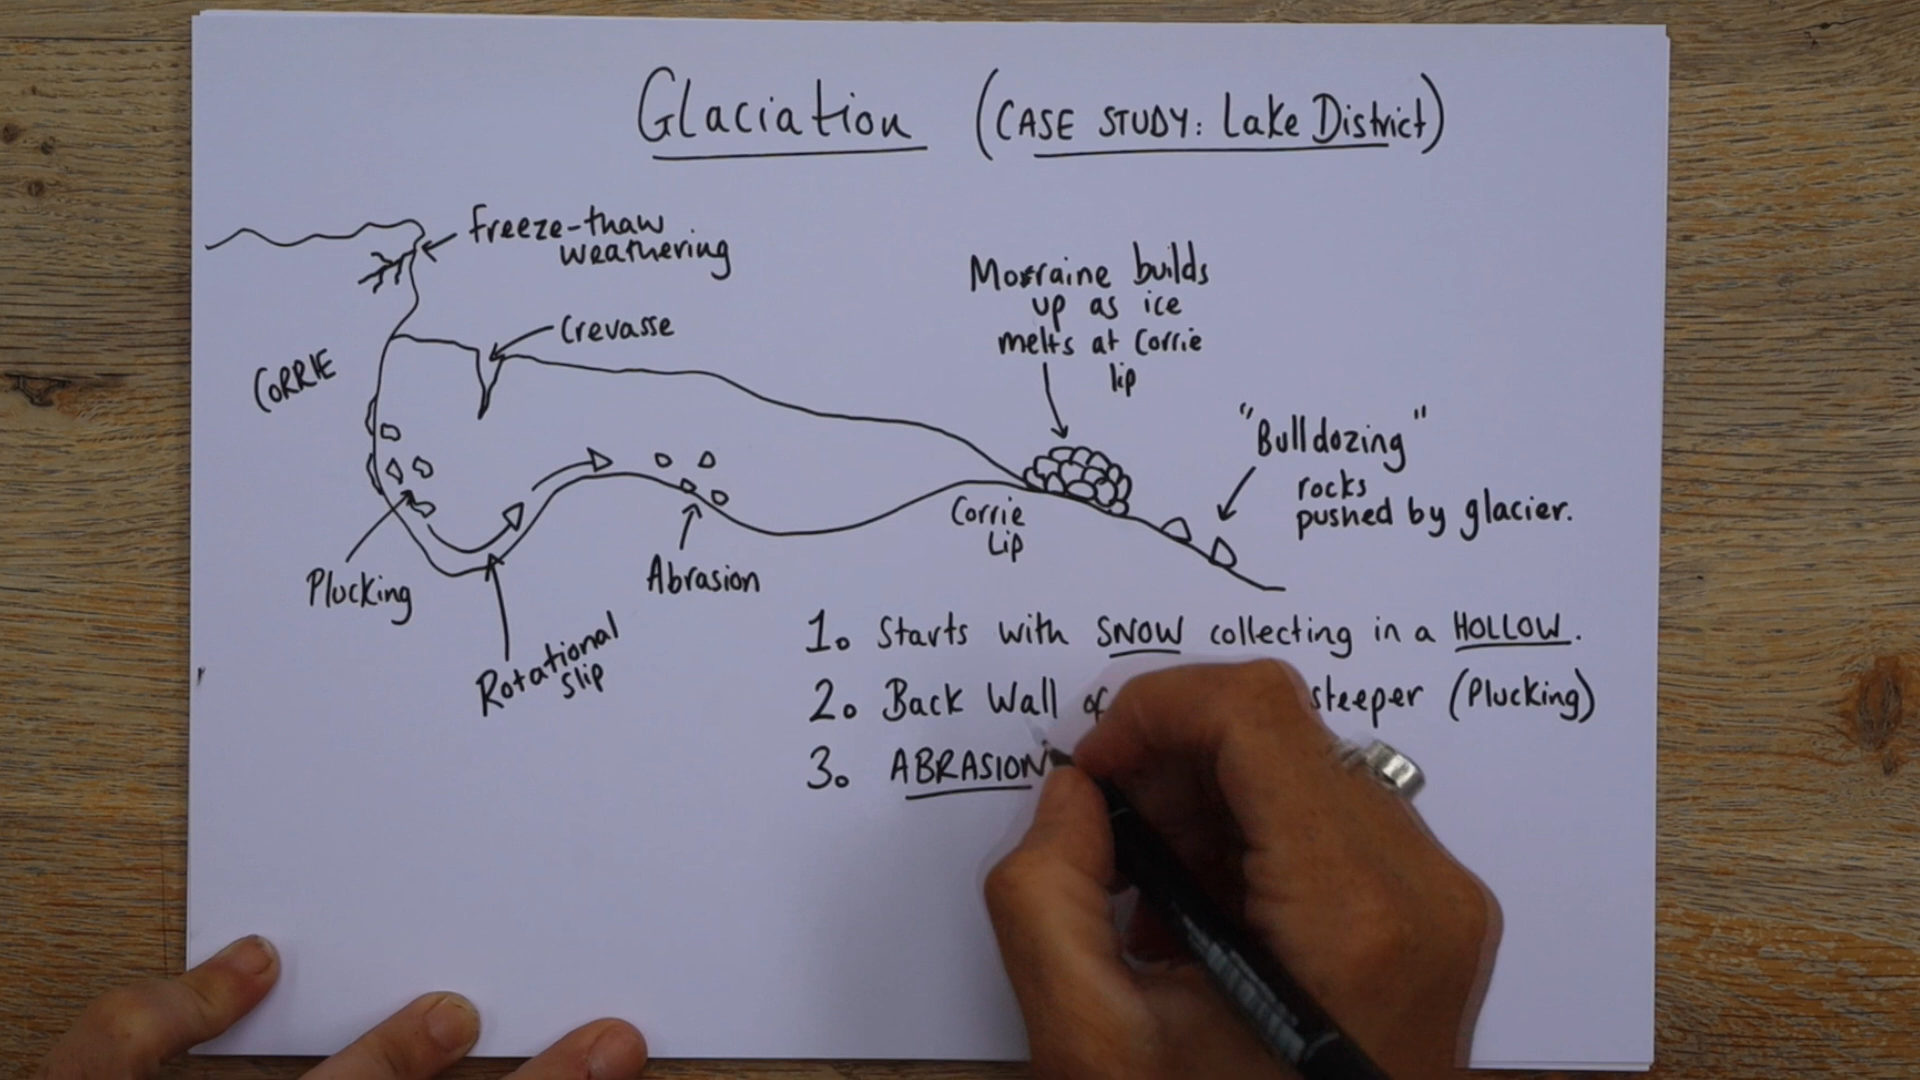 Glaciation (CASE STUDY: Lake District)
freeze-thaw
weathering
Crevasse
CORRIE
Plucking
Rotational
slip
Abrasion
Moraine builds
up as ice
melts at Corrie
lip
Corrie
Lip
"Bulldozing"
rocks
pushed by glacier.
1. Starts with SNOW collecting in a HOLLOW.
2. Back Wall of steeper (Plucking)
3. ABRASION